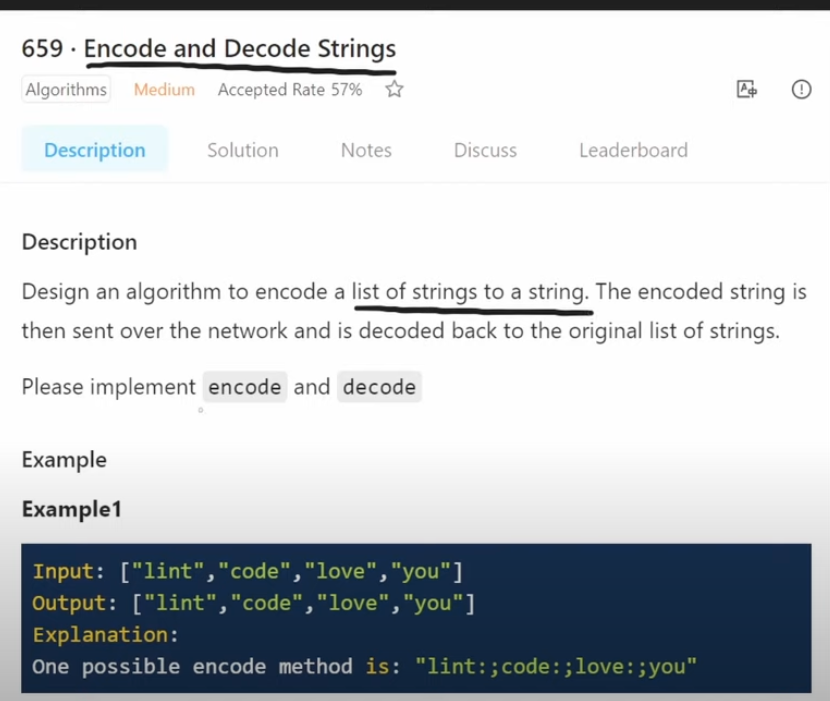 659 · Encode and Decode Strings
Algorithms Medium Accepted Rate 57%
Description Solution Notes Discuss Leaderboard
Description
Design an algorithm to encode a list of strings to a string. The encoded string is
then sent over the network and is decoded back to the original list of strings.
Please implement encode and decode
Example
Example1
Input: ["lint","code","love","you"]
Output: ["lint","code","love","you"]
Explanation:
One possible encode method is: "lint:;code:;love:;you"